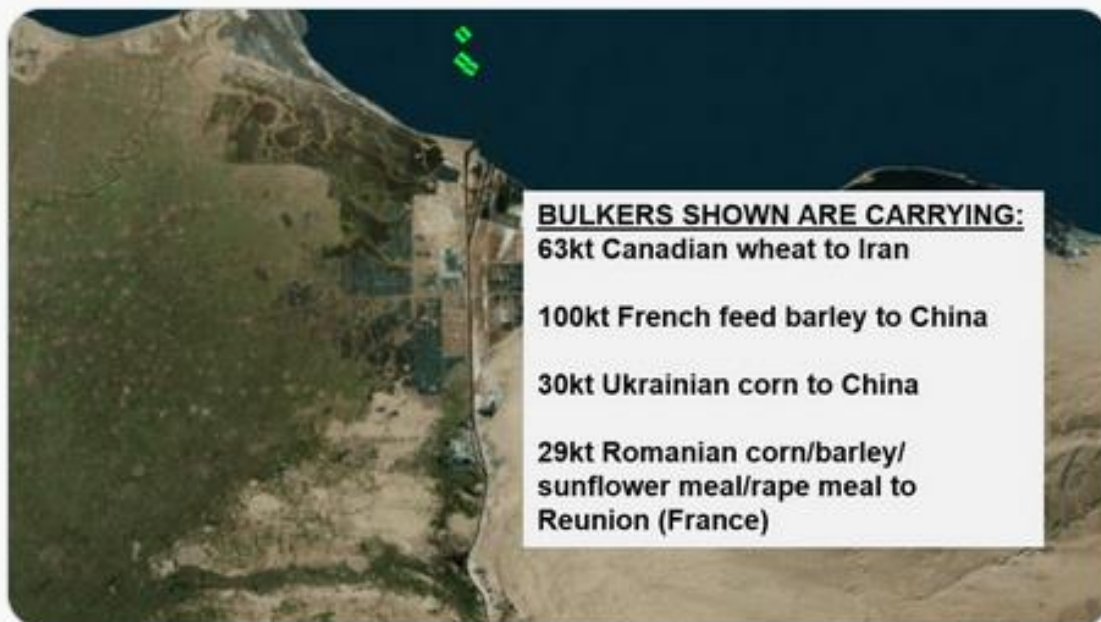 BULKERS SHOWN ARE CARRYING:
63kt Canadian wheat to Iran
100kt French feed barley to China
30kt Ukrainian corn to China
29kt Romanian corn/barley/
sunflower meal/rape meal to
Reunion (France)